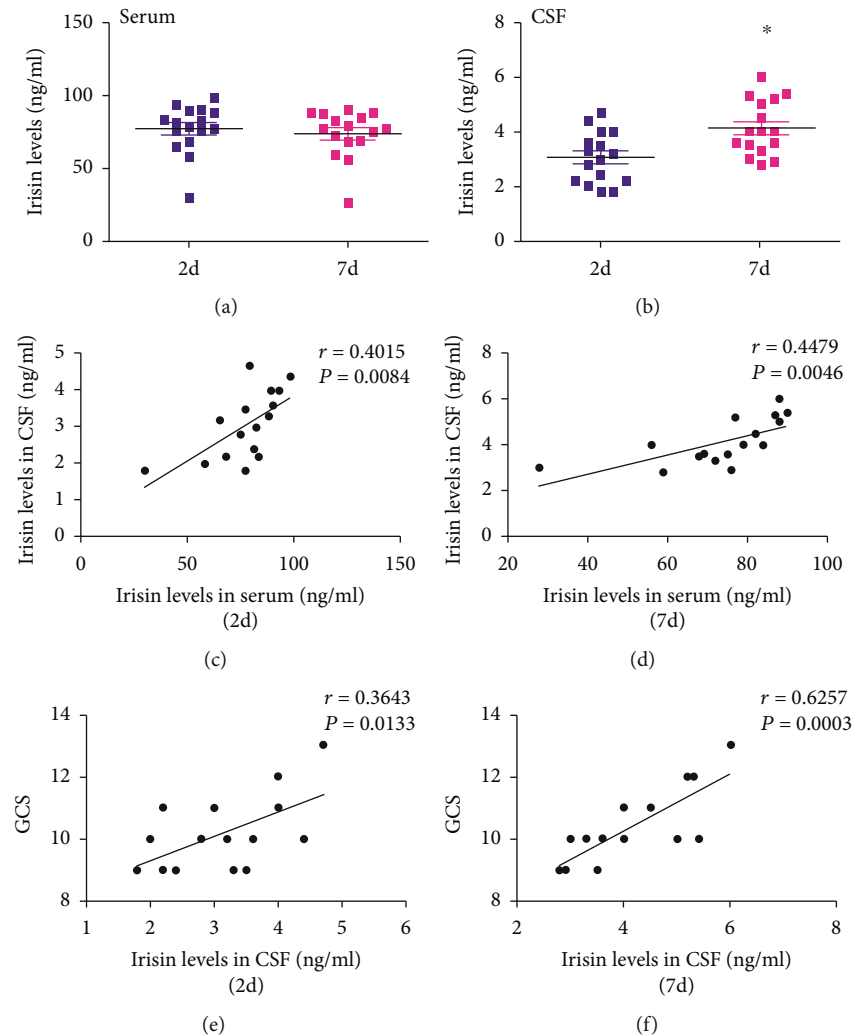 Serum
Irisin levels (ng/ml)
150
100
50
0
2d
7d
(a)
CSF
*
Irisin levels (ng/ml)
8
6
4
2
0
2d
7d
(b)
r = 0.4015
P = 0.0084
Irisin levels in CSF (ng/ml)
5
4
3
2
1
0
0
50
100
150
Irisin levels in serum (ng/ml)
(2d)
(c)
r = 0.4479
P = 0.0046
Irisin levels in CSF (ng/ml)
8
6
4
2
0
20
40
60
80
100
Irisin levels in serum (ng/ml)
(7d)
(d)
r = 0.3643
P = 0.0133
GCS
14
12
10
8
1
2
3
4
5
6
Irisin levels in CSF (ng/ml)
(2d)
(e)
r = 0.6257
P = 0.0003
GCS
14
12
10
8
2
4
6
8
Irisin levels in CSF (ng/ml)
(7d)
(f)